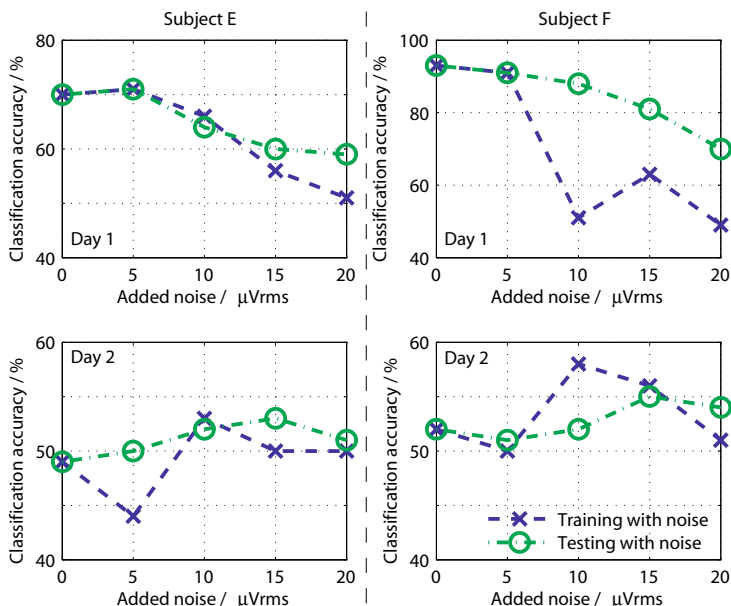 Subject E
Subject F
Classification accuracy / %
80
60
40
Day 1
0 5 10 15 20
Added noise / μVrms
Classification accuracy / %
100
80
60
40
Day 1
0 5 10 15 20
Added noise / μVrms
Classification accuracy / %
60
50
40
Day 2
0 5 10 15 20
Added noise / μVrms
Classification accuracy / %
60
50
40
Day 2
Training with noise
Testing with noise
0 5 10 15 20
Added noise / μVrms